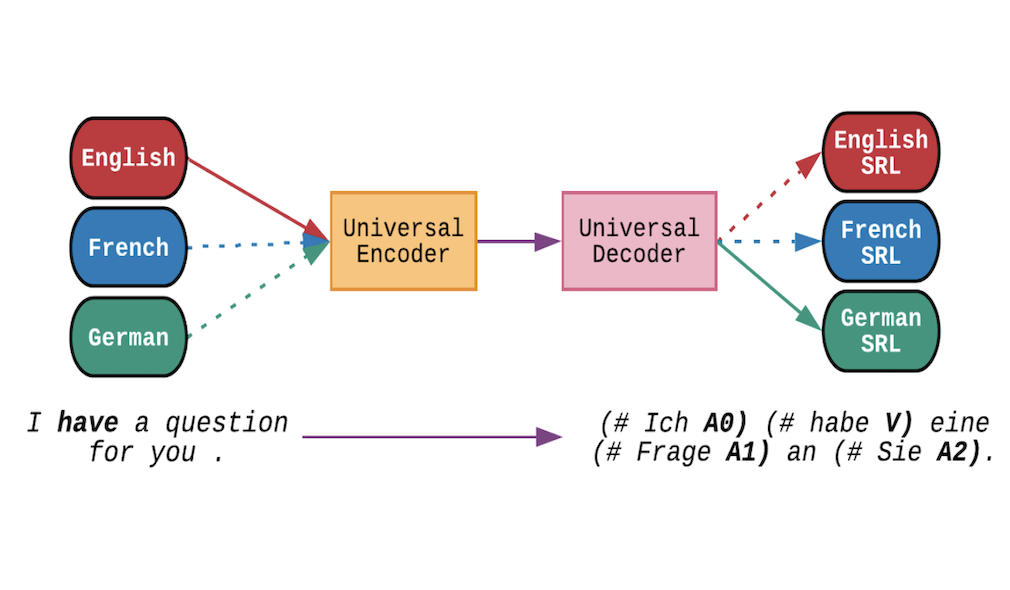 English
French
German
Universal
Encoder
Universal
Decoder
English
SRL
French
SRL
German
SRL
I have a question
for you .
(# Ich A0) (# habe V) eine
(# Frage A1) an (# Sie A2).